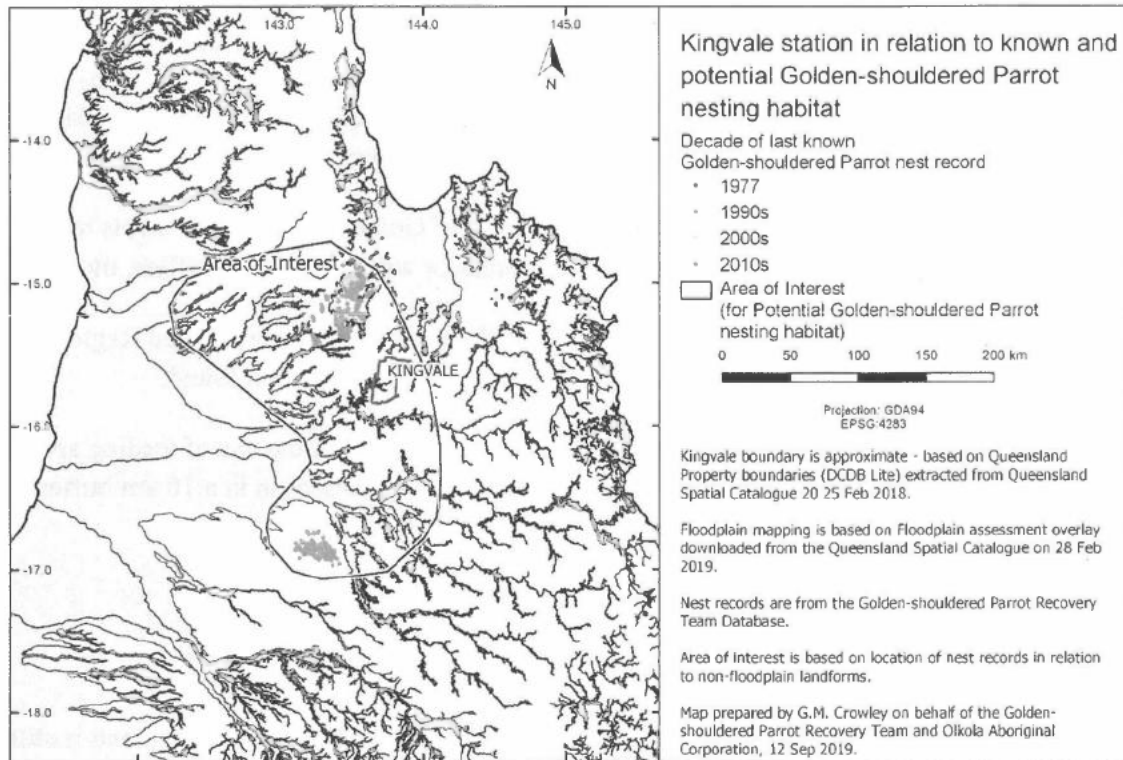 143.0
144.0
145.0
N
-14.0
-15.0
-16.0
-17.0
-18.0
Area of Interest
KINGVALE
Kingvale station in relation to known and
potential Golden-shouldered Parrot
nesting habitat
Decade of last known
Golden-shouldered Parrot nest record
1977
1990s
2000s
2010s
Area of Interest
(for Potential Golden-shouldered Parrot
nesting habitat)
0 50 100 150 200 km
Projection: GDA94
EPSG:4283
Kingvale boundary is approximate - based on Queensland
Property boundaries (DCDB Lite) extracted from Queensland
Spatial Catalogue 20 25 Feb 2018.
Floodplain mapping is based on Floodplain assessment overlay
downloaded from the Queensland Spatial Catalogue on 28 Feb
2019.
Nest records are from the Golden-shouldered Parrot Recovery
Team Database.
Area of Interest is based on location of nest records in relation
to non-floodplain landforms.
Map prepared by G.M. Crowley on behalf of the Golden-
shouldered Parrot Recovery Team and Olkola Aboriginal
Corporation, 12 Sep 2019.